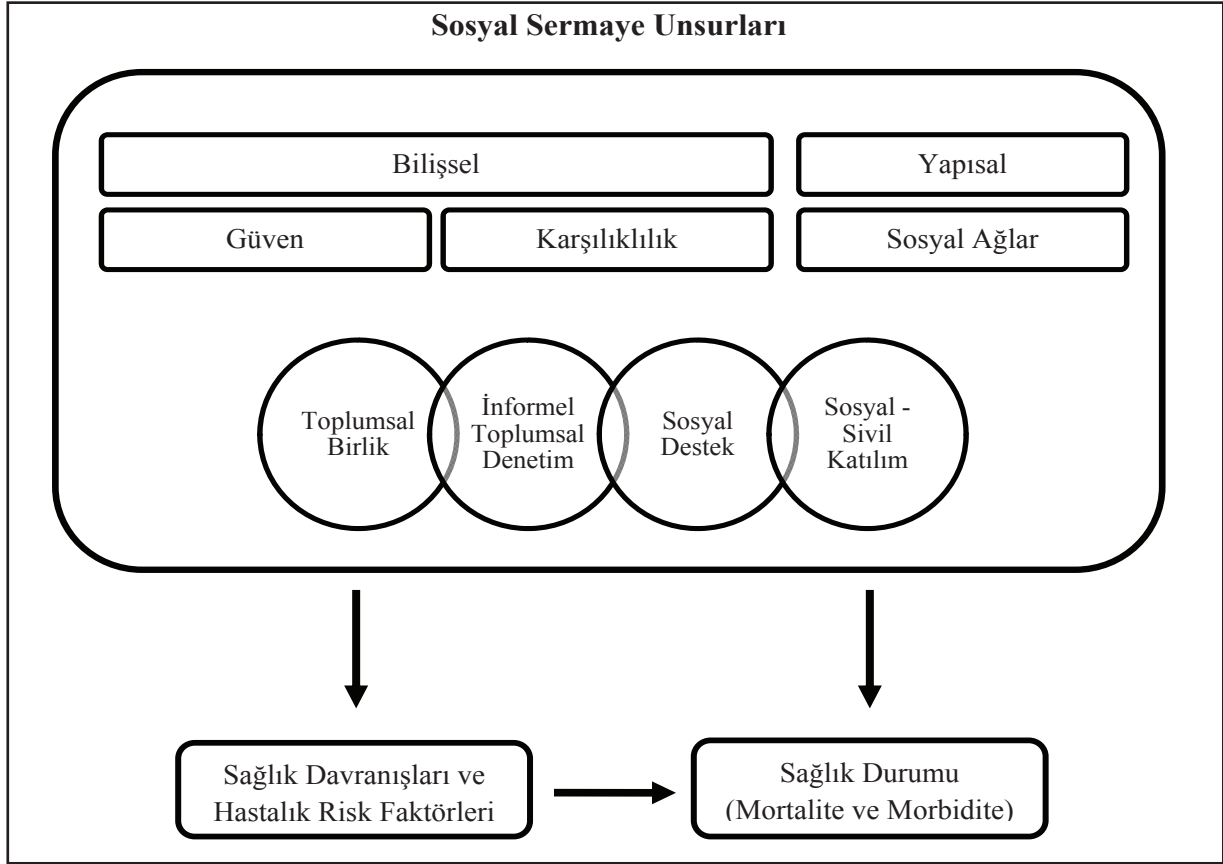 Sosyal Sermaye Unsurları
Bilişsel
Yapısal
Güven
Karşılıklılık
Sosyal Ağlar
Toplumsal
Birlik
İnformel
Toplumsal
Denetim
Sosyal
Destek
Sosyal -
Sivil
Katılım
Sağlık Davranışları ve
Hastalık Risk Faktörleri
Sağlık Durumu
(Mortalite ve Morbidite)